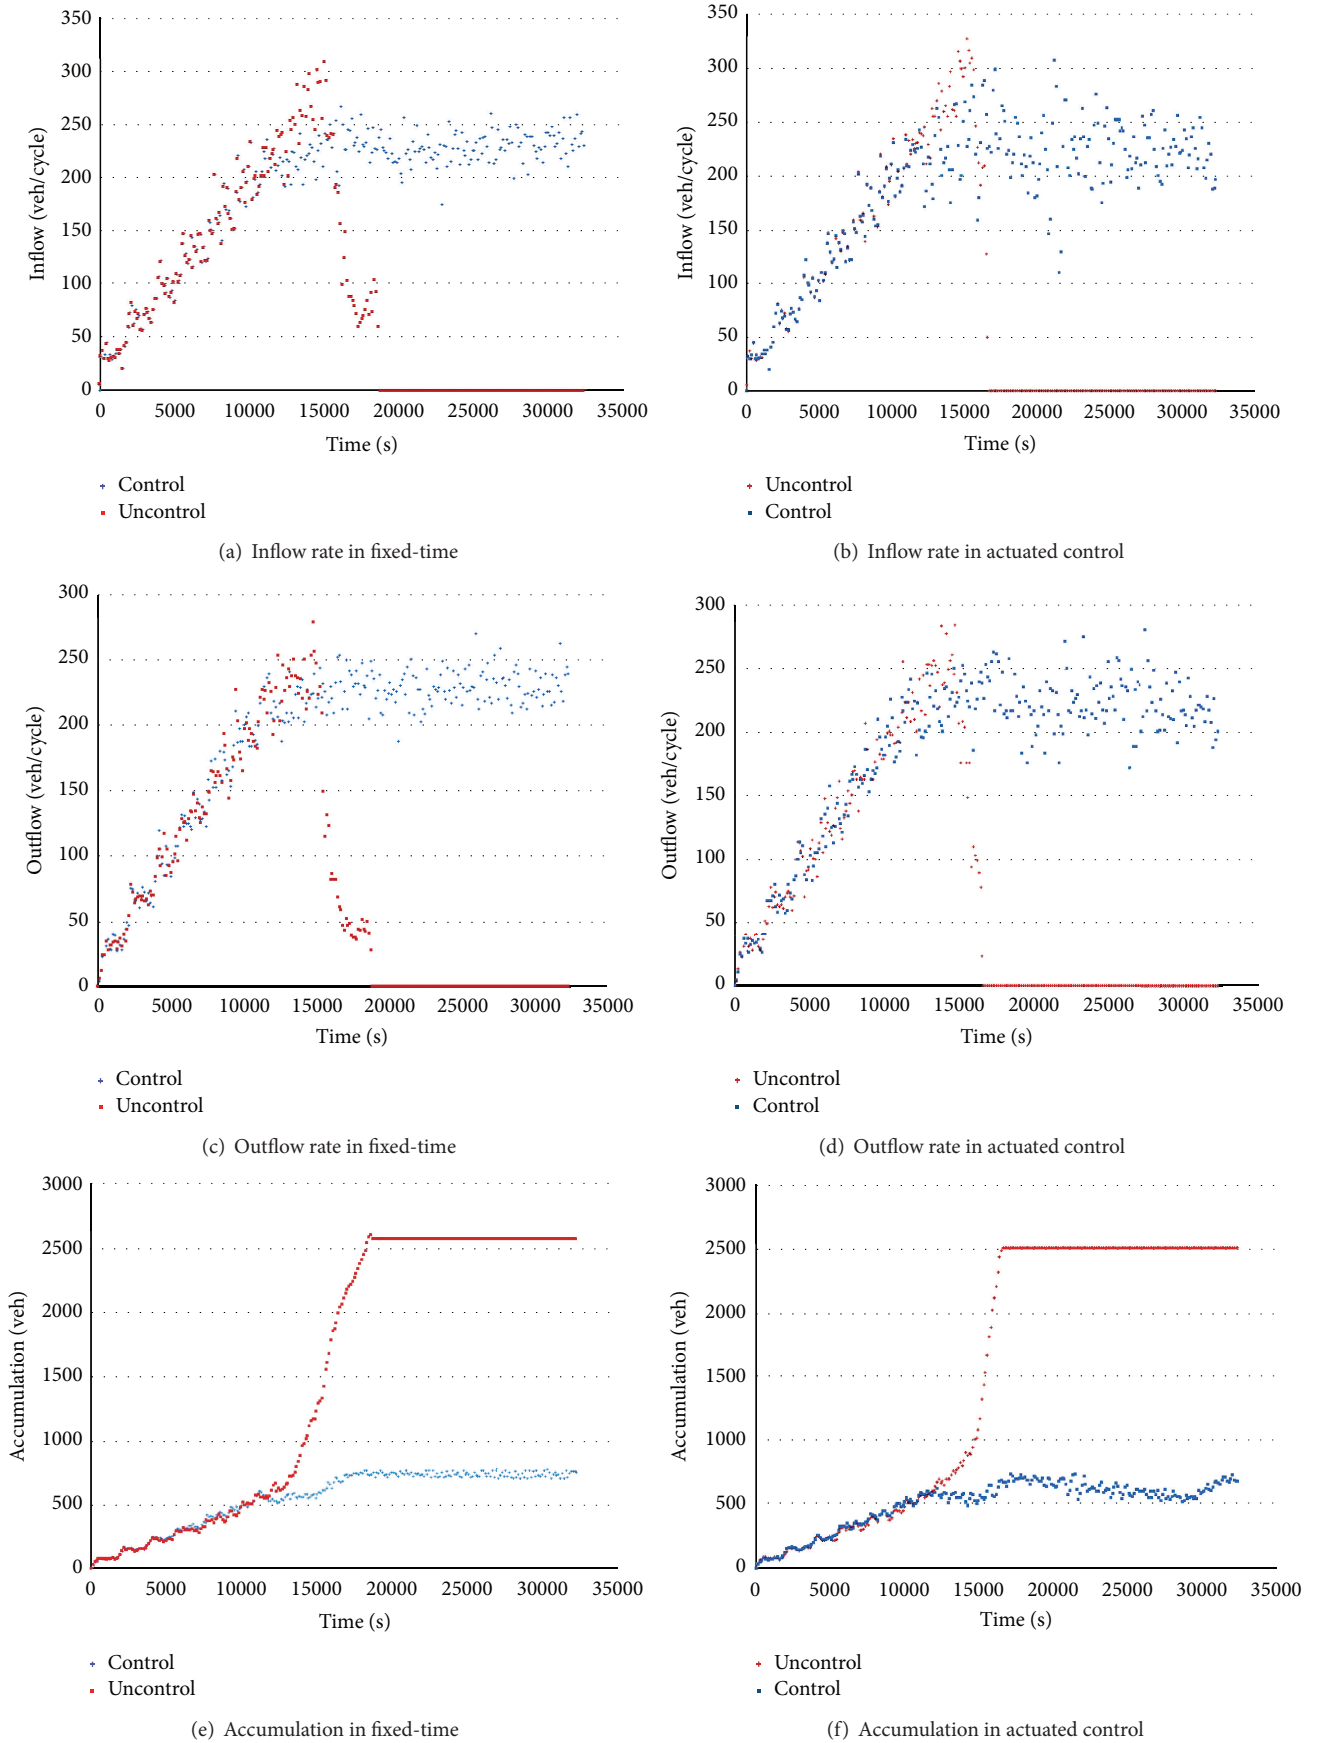 350
300
250
200
150
100
50
0
Inflow (veh/cycle)
0 5000 10000 15000 20000 25000 30000 35000
Time (s)
Control
Uncontrol
(a) Inflow rate in fixed-time
350
300
250
200
150
100
50
0
Inflow (veh/cycle)
0 5000 10000 15000 20000 25000 30000 35000
Time (s)
Uncontrol
Control
(b) Inflow rate in actuated control
300
250
200
150
100
50
0
Outflow (veh/cycle)
0 5000 10000 15000 20000 25000 30000 35000
Time (s)
Control
Uncontrol
(c) Outflow rate in fixed-time
300
250
200
150
100
50
0
Outflow (veh/cycle)
0 5000 10000 15000 20000 25000 30000 35000
Time (s)
Uncontrol
Control
(d) Outflow rate in actuated control
3000
2500
2000
1500
1000
500
0
Accumulation (veh)
0 5000 10000 15000 20000 25000 30000 35000
Time (s)
Control
Uncontrol
(e) Accumulation in fixed-time
3000
2500
2000
1500
1000
500
0
Accumulation (veh)
0 5000 10000 15000 20000 25000 30000 35000
Time (s)
Uncontrol
Control
(f) Accumulation in actuated control